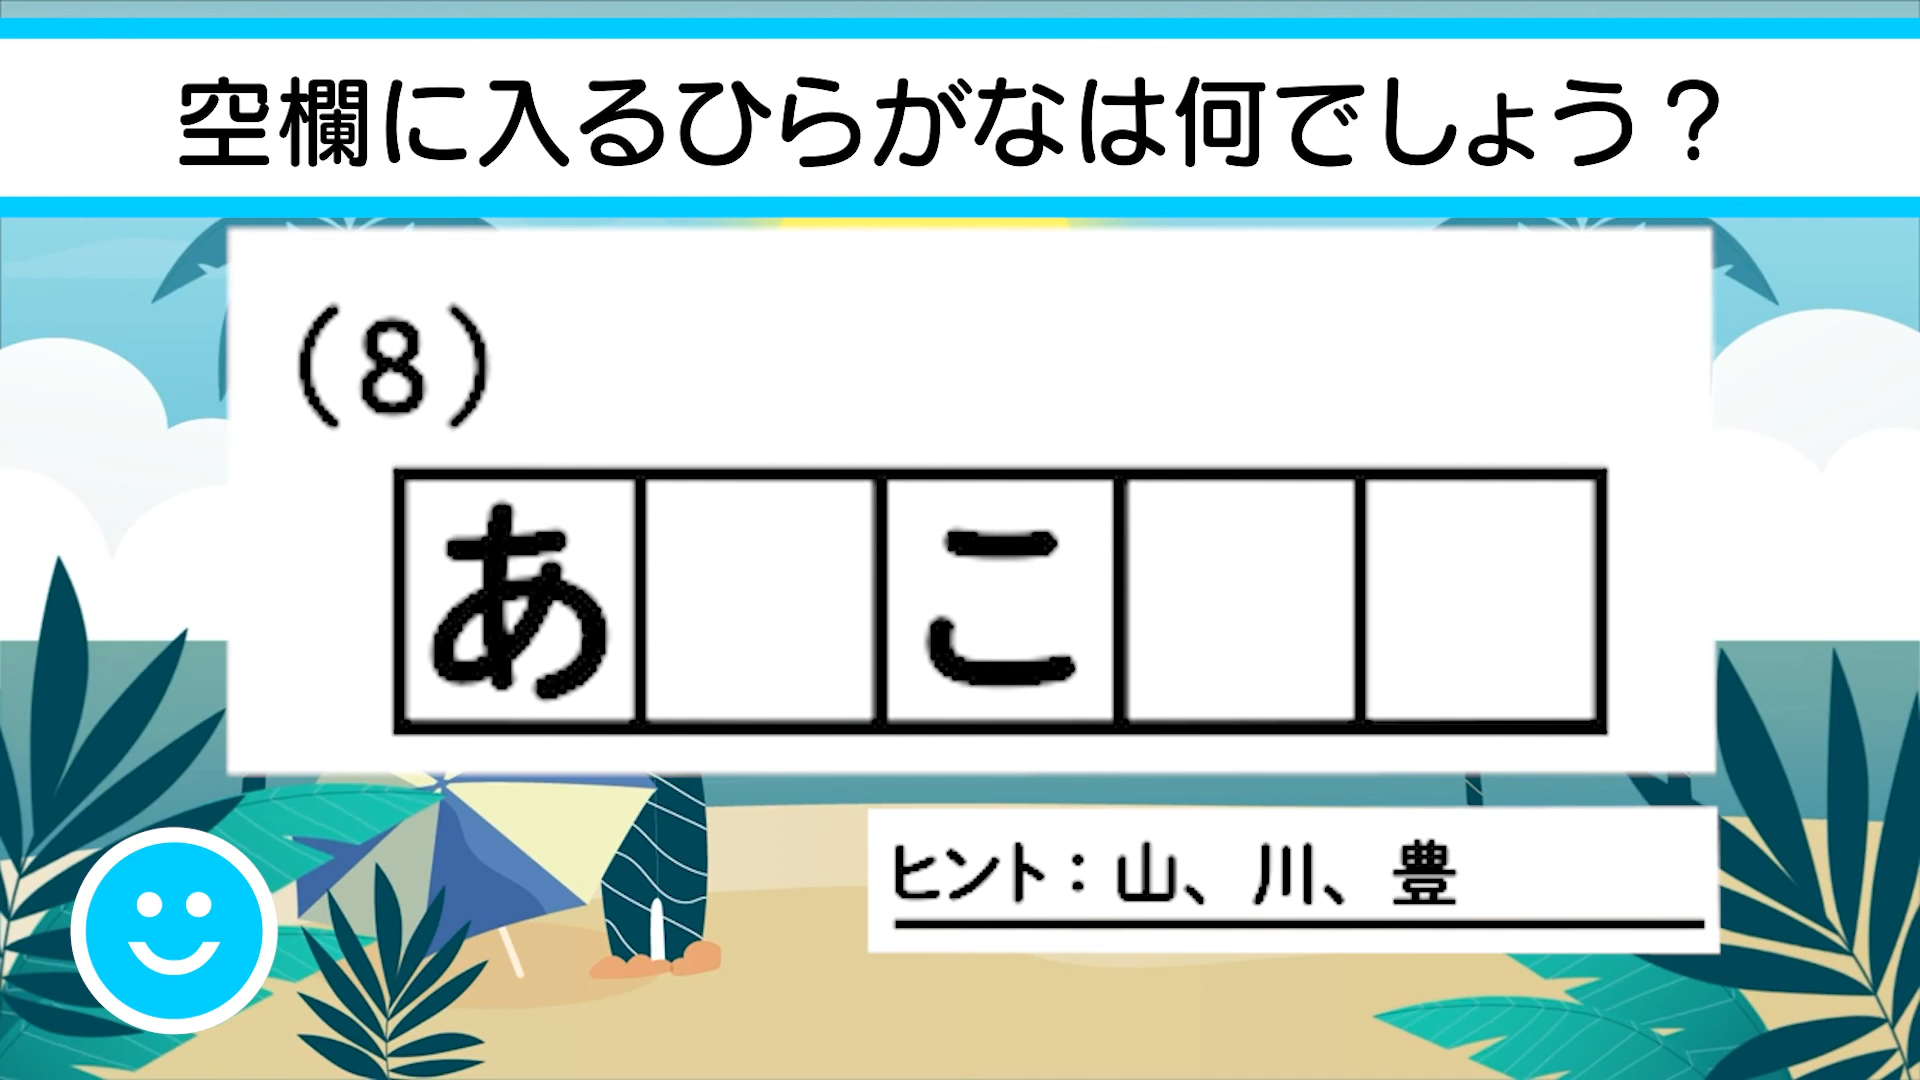 空欄に入るひらがなは何でしょう？
（8）
あ こ
ヒント：山、川、豊